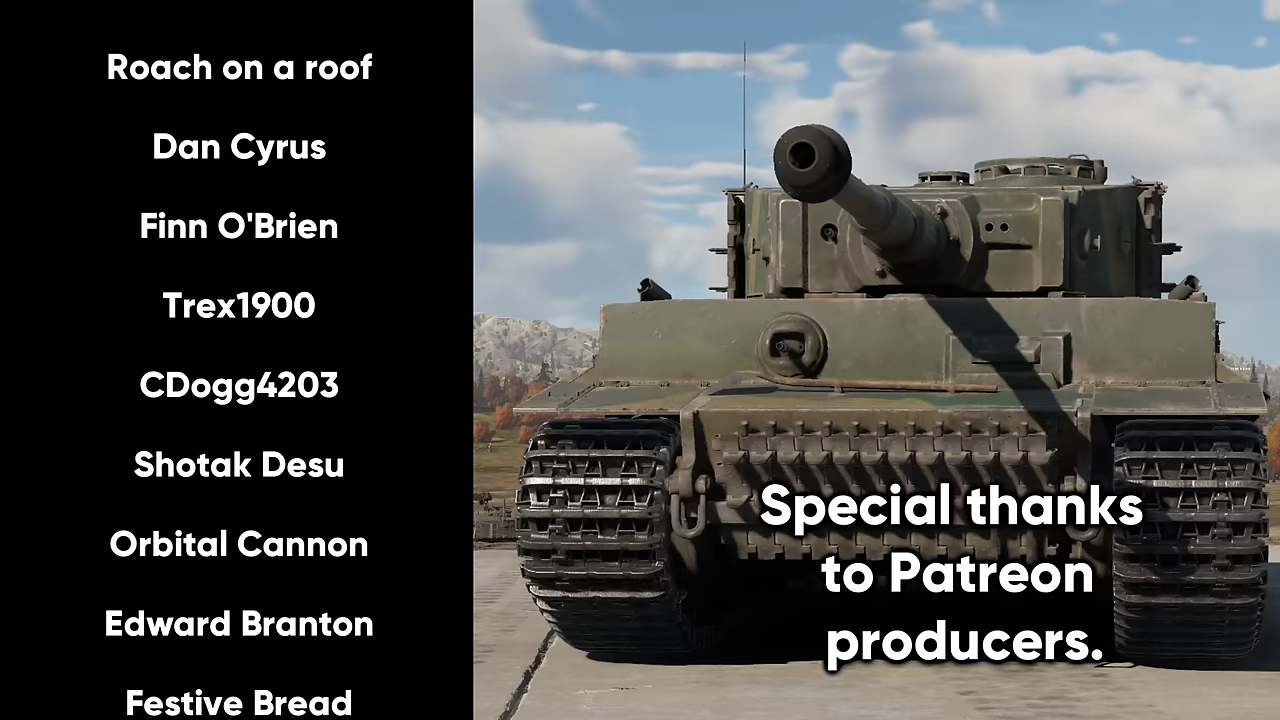 Roach on a roof
Dan Cyrus
Finn O'Brien
Trex1900
CDogg4203
Shotak Desu
Orbital Cannon
Edward Branton
Festive Bread
Special thanks
to Patreon
producers.